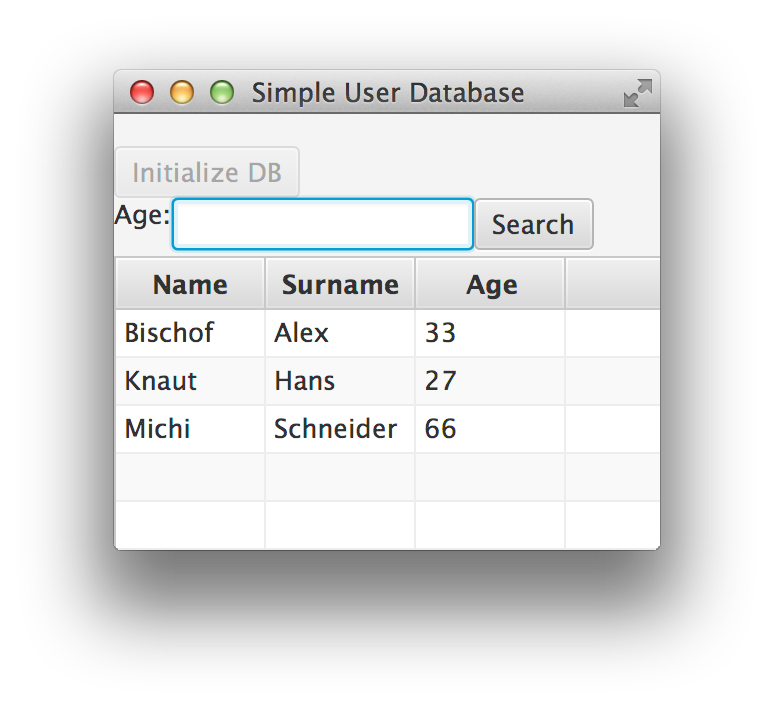 Simple User Database
Initialize DB
Age: Search
Name Surname Age
Bischof Alex 33
Knaut Hans 27
Michi Schneider 66